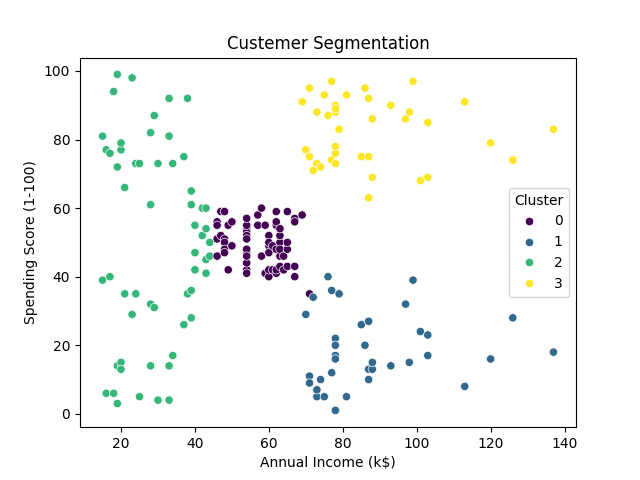 Custemer Segmentation
Spending Score (1-100)
100
80
60
40
20
0
Cluster
0
1
2
3
20 40 60 80 100 120 140
Annual Income (k$)